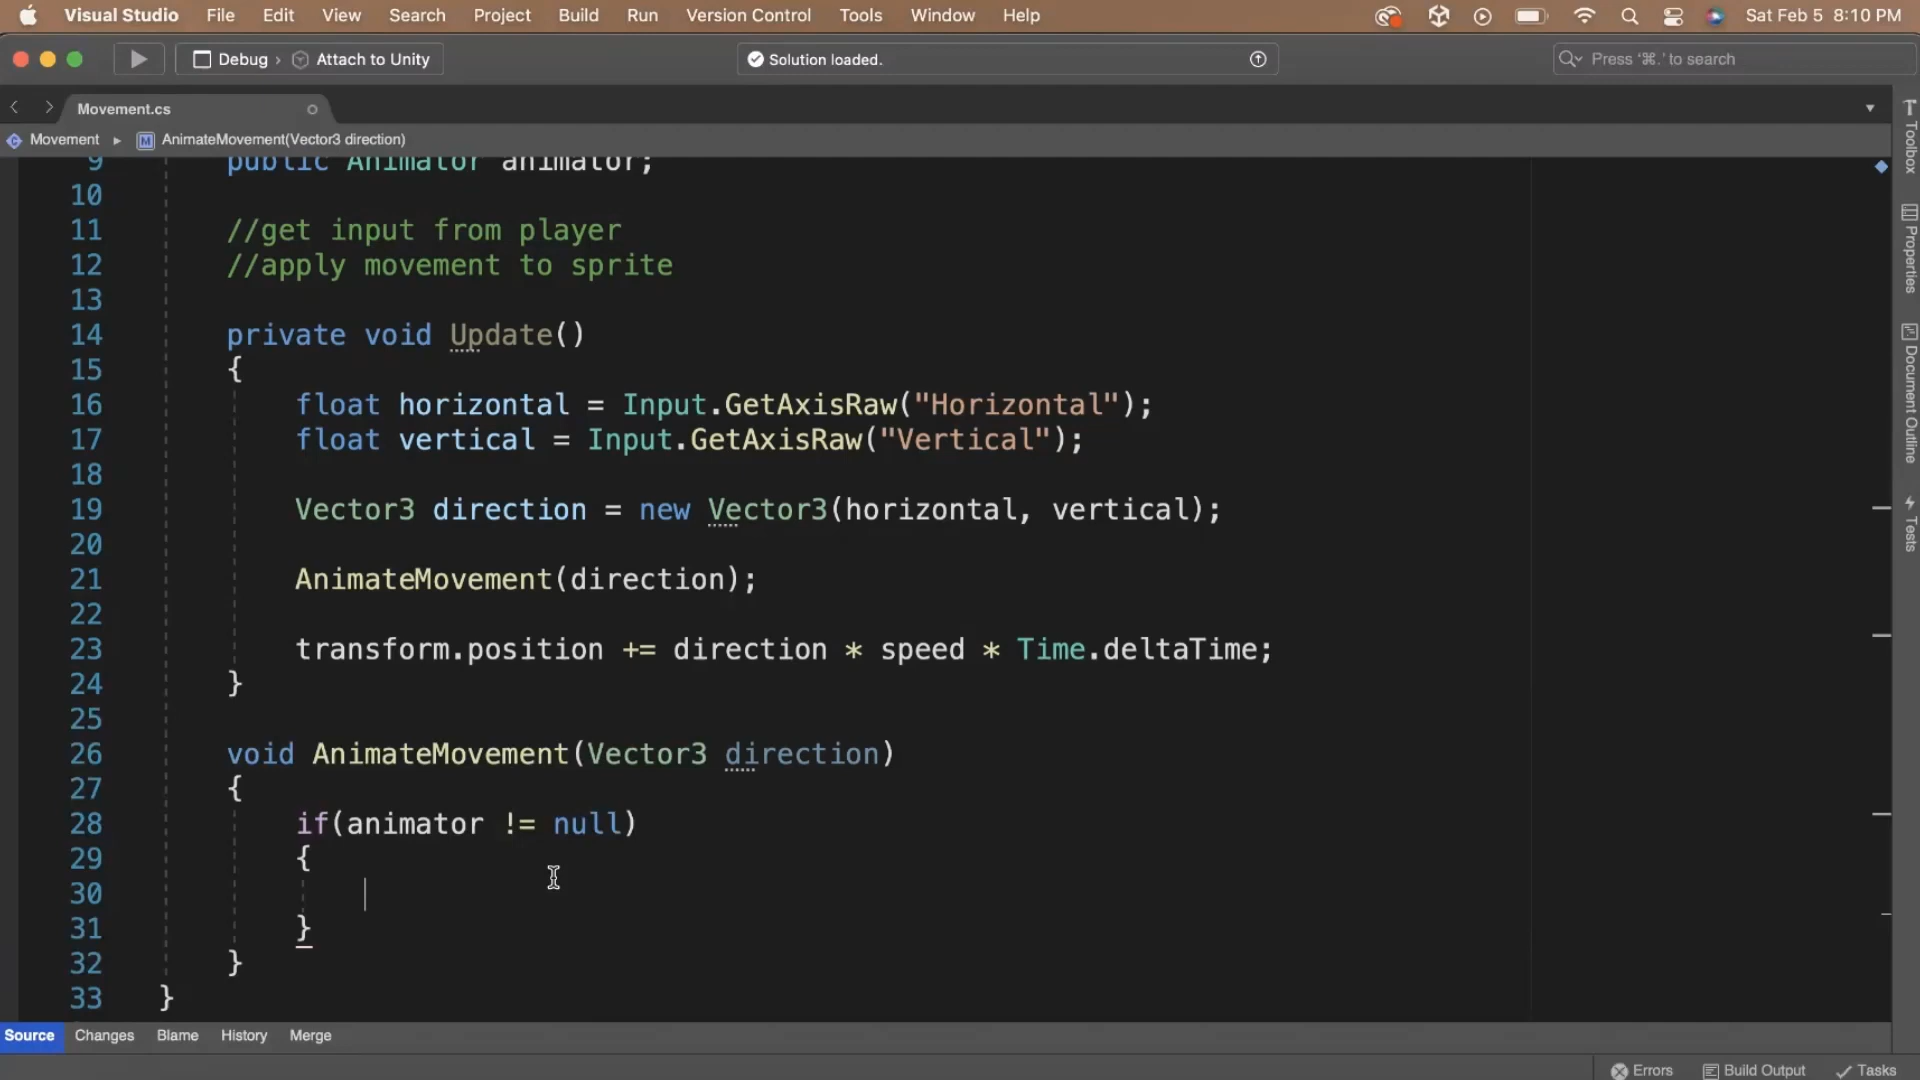 Visual Studio File Edit View Search Project Build Run Version Control Tools Window Help Sat Feb 5 8:10 PM
Debug › Attach to Unity Solution loaded. Press '⌘.' to search
Movement.cs
Movement ▸ M AnimateMovement(Vector3 direction)
9 public Animator animator;
10
11 //get input from player
12 //apply movement to sprite
13
14 private void Update()
15 {
16 float horizontal = Input.GetAxisRaw("Horizontal");
17 float vertical = Input.GetAxisRaw("Vertical");
18
19 Vector3 direction = new Vector3(horizontal, vertical);
20
21 AnimateMovement(direction);
22
23 transform.position += direction * speed * Time.deltaTime;
24 }
25
26 void AnimateMovement(Vector3 direction)
27 {
28 if(animator != null)
29 {
30
31 }
32 }
33 }
Toolbox
Properties
Document Outline
Tests
Source Changes Blame History Merge
Errors Build Output Tasks